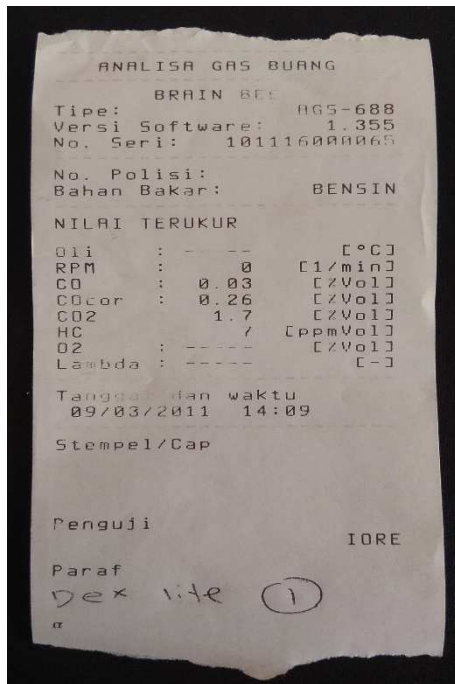 ANALISA GAS BUANG
BRAIN BEE
Tipe: AGS-688
Versi Software: 1.355
No. Seri: 101116000065
No. Polisi:
Bahan Bakar: BENSIN
NILAI TERUKUR
Oli : ----- [°C]
RPM : 0 [1/min]
CO : 0.03 [%Vol]
COcor : 0.26 [%Vol]
CO2 1.7 [%Vol]
HC 7 [ppmVol]
O2 : ----- [%Vol]
Lambda : ----- [-]
Tanggal dan waktu
09/03/2011 14:09
Stempel/Cap
Penguji
IORE
Paraf
Dex lite 1
α